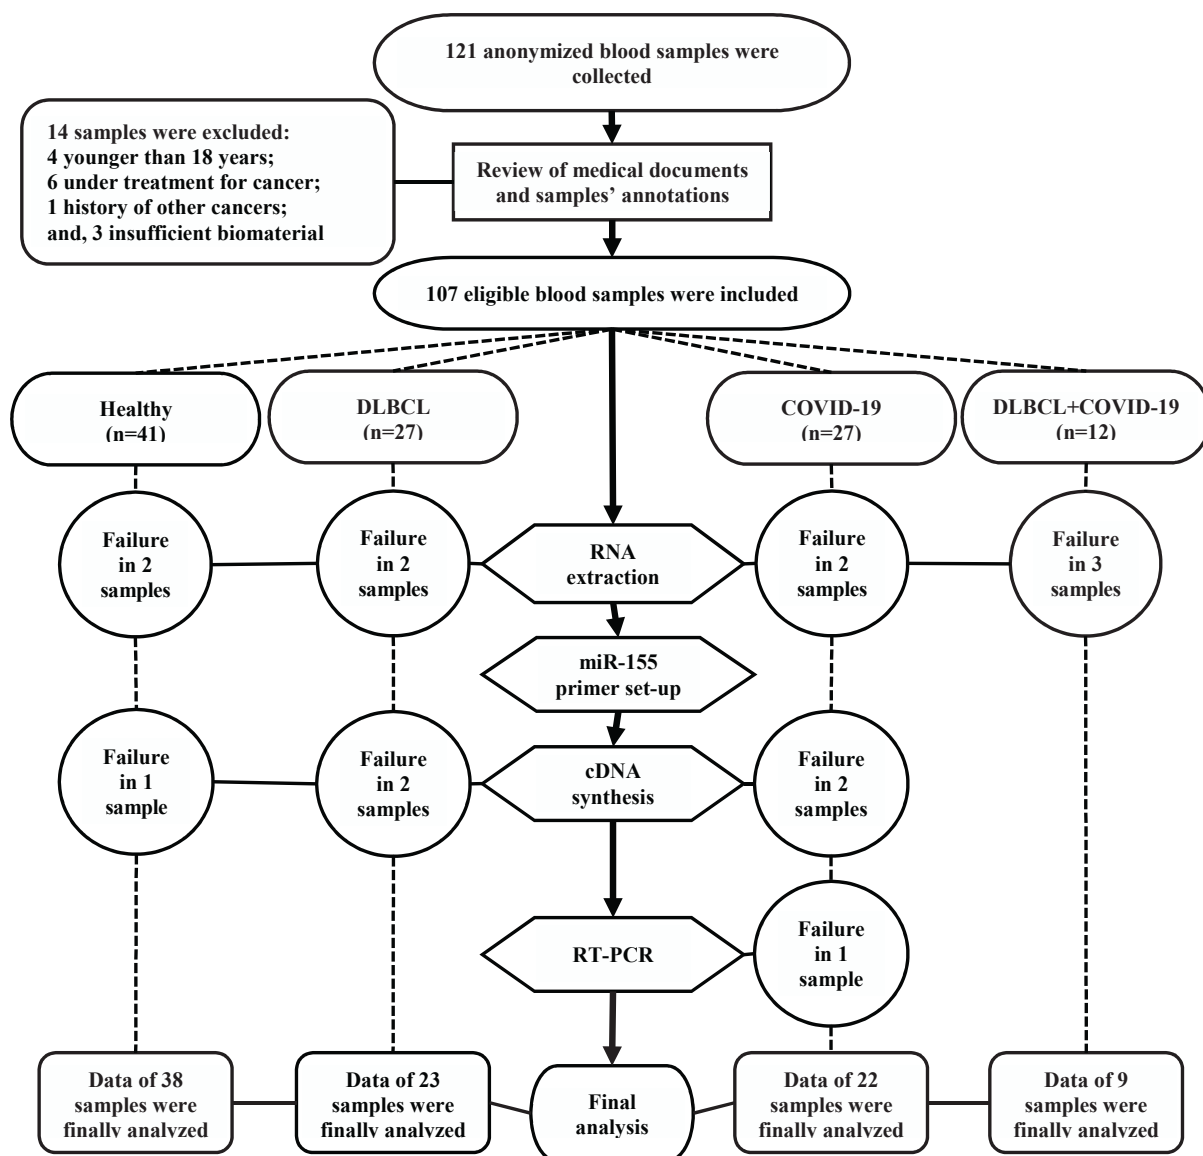 121 anonymized blood samples were
collected
14 samples were excluded:
4 younger than 18 years;
6 under treatment for cancer;
1 history of other cancers;
and, 3 insufficient biomaterial
Review of medical documents
and samples’ annotations
107 eligible blood samples were included
Healthy
(n=41)
DLBCL
(n=27)
COVID-19
(n=27)
DLBCL+COVID-19
(n=12)
Failure
in 2
samples
Failure
in 2
samples
RNA
extraction
Failure
in 2
samples
Failure
in 3
samples
miR-155
primer set-up
Failure
in 1
sample
Failure
in 2
samples
cDNA
synthesis
Failure
in 2
samples
RT-PCR
Failure
in 1
sample
Data of 38
samples were
finally analyzed
Data of 23
samples were
finally analyzed
Final
analysis
Data of 22
samples were
finally analyzed
Data of 9
samples were
finally analyzed